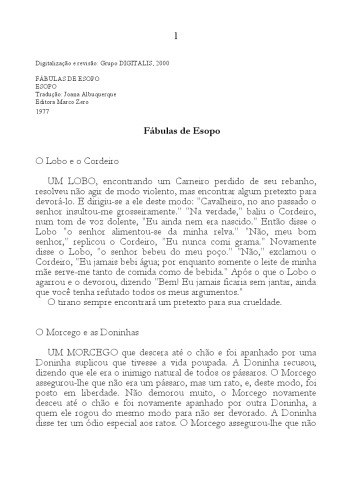 1
Digitalização e revisão: Grupo DIGITALIS, 2000
FÁBULAS DE ESOPO
ESOPO
Tradução: Joana Albuquerque
Editora Marco Zero
1977
Fábulas de Esopo
O Lobo e o Cordeiro
UM LOBO, encontrando um Carneiro perdido de seu rebanho,
resolveu não agir de modo violento, mas encontrar algum pretexto para
devorá-lo. E dirigiu-se a ele deste modo: "Cavalheiro, no ano passado o
senhor insultou-me grosseiramente." "Na verdade," baliu o Cordeiro,
num tom de voz dolente, "Eu ainda nem era nascido." Então disse o
Lobo "o senhor alimentou-se da minha relva." "Não, meu bom
senhor," replicou o Cordeiro, "Eu nunca comi grama." Novamente
disse o Lobo, "o senhor bebeu do meu poço." "Não," exclamou o
Cordeiro, "Eu jamais bebi água; por enquanto somente o leite de minha
mãe serve-me tanto de comida como de bebida." Após o que o Lobo o
agarrou e o devorou, dizendo "Bem! Eu jamais ficaria sem jantar, ainda
que você tenha refutado todos os meus argumentos."
O tirano sempre encontrará um pretexto para sua crueldade.
O Morcego e as Doninhas
UM MORCEGO que descera até o chão e foi apanhado por uma
Doninha suplicou que tivesse a vida poupada. A Doninha recusou,
dizendo que ele era o inimigo natural de todos os pássaros. O Morcego
assegurou-lhe que não era um pássaro, mas um rato, e, deste modo, foi
posto em liberdade. Não demorou muito, o Morcego novamente
desceu até o chão e foi novamente apanhado por outra Doninha, a
quem ele rogou do mesmo modo para não ser devorado. A Doninha
disse ter um ódio especial aos ratos. O Morcego assegurou-lhe que não